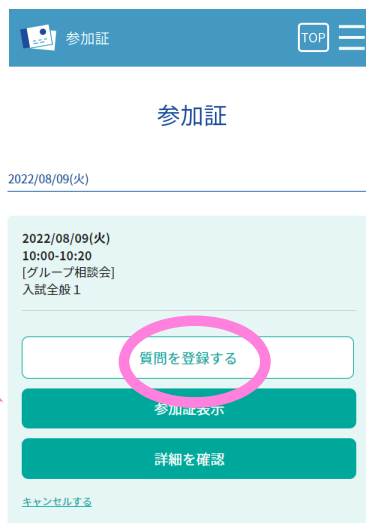 参加証
TOP
参加証
2022/08/09(火)
2022/08/09(火)
10:00-10:20
[グループ相談会]
入試全般１
質問を登録する
参加証表示
詳細を確認
キャンセルする